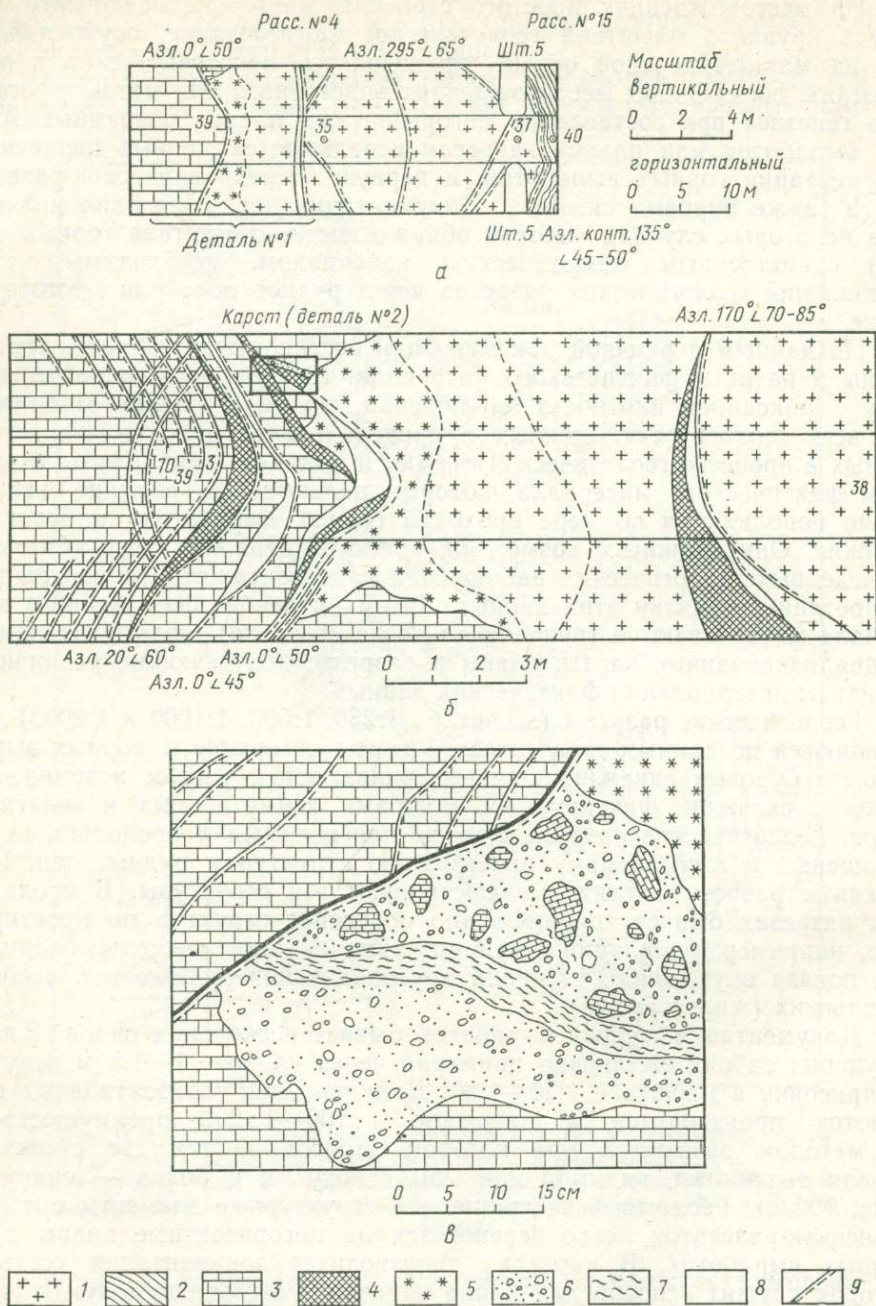 Расс. №4 Расс. №15
Азл. 0°∠50° Азл. 295°∠65° Шт. 5
Масштаб
Вертикальный
0 2 4 м
горизонтальный
0 5 10 м
39 35 37 40
Деталь №1
Шт. 5 Азл. конт. 135°
∠45-50°
а
Карст (деталь №2) Азл. 170°∠70-85°
70 39 3 38
Азл. 20°∠60° Азл. 0°∠50°
Азл. 0°∠45°
0 1 2 3 м
б
0 5 10 15 см
в
1 2 3 4 5 6 7 8 9